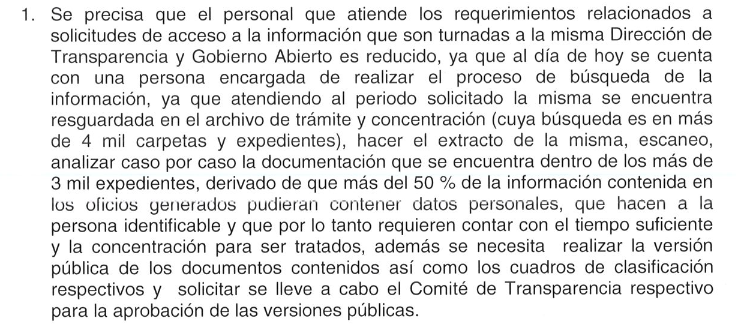 1. Se precisa que el personal que atiende los requerimientos relacionados a
solicitudes de acceso a la información que son turnadas a la misma Dirección de
Transparencia y Gobierno Abierto es reducido, ya que al día de hoy se cuenta
con una persona encargada de realizar el proceso de búsqueda de la
información, ya que atendiendo al periodo solicitado la misma se encuentra
resguardada en el archivo de trámite y concentración (cuya búsqueda es en más
de 4 mil carpetas y expedientes), hacer el extracto de la misma, escaneo,
analizar caso por caso la documentación que se encuentra dentro de los más de
3 mil expedientes, derivado de que más del 50 % de la información contenida en
los oficios generados pudieran contener datos personales, que hacen a la
persona identificable y que por lo tanto requieren contar con el tiempo suficiente
y la concentración para ser tratados, además se necesita realizar la versión
pública de los documentos contenidos así como los cuadros de clasificación
respectivos y solicitar se lleve a cabo el Comité de Transparencia respectivo
para la aprobación de las versiones públicas.